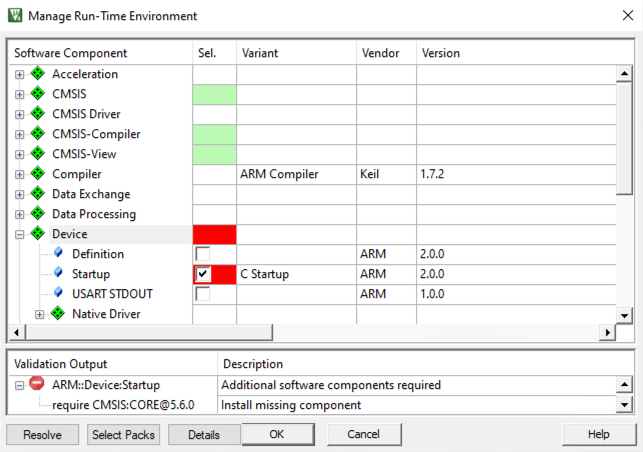 Manage Run-Time Environment
Software Component Sel. Variant Vendor Version
Acceleration
CMSIS
CMSIS Driver
CMSIS-Compiler
CMSIS-View
Compiler ARM Compiler Keil 1.7.2
Data Exchange
Data Processing
Device
Definition ARM 2.0.0
Startup C Startup ARM 2.0.0
USART STDOUT ARM 1.0.0
Native Driver
Validation Output Description
ARM::Device:Startup Additional software components required
require CMSIS:CORE@5.6.0 Install missing component
Resolve Select Packs Details OK Cancel Help